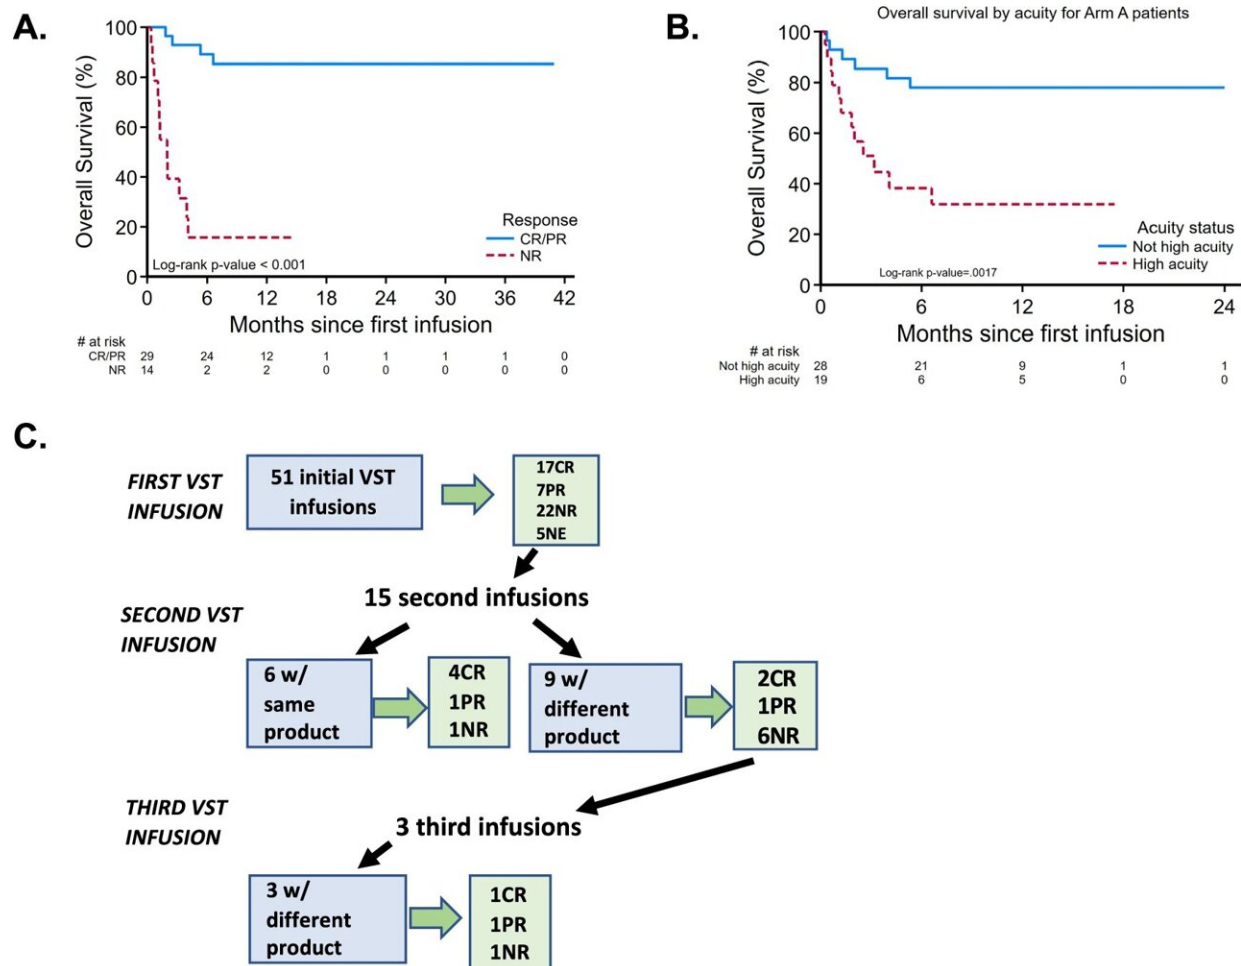 A.
Overall Survival (%)
100
80
60
40
20
0
Response
CR/PR
NR
Log-rank p-value < 0.001
0 6 12 18 24 30 36 42
Months since first infusion
# at risk
CR/PR 29 24 12 1 1 1 1 0
NR 14 2 2 0 0 0 0 0
B.
Overall survival by acuity for Arm A patients
Overall Survival (%)
100
80
60
40
20
0
Acuity status
Not high acuity
High acuity
Log-rank p-value=.0017
0 6 12 18 24
Months since first infusion
# at risk
Not high acuity 28 21 9 1 1
High acuity 19 6 5 0 0
C.
FIRST VST
INFUSION
51 initial VST
infusions
17CR
7PR
22NR
5NE
15 second infusions
SECOND VST
INFUSION
6 w/
same
product
4CR
1PR
1NR
9 w/
different
product
2CR
1PR
6NR
THIRD VST
INFUSION
3 third infusions
3 w/
different
product
1CR
1PR
1NR